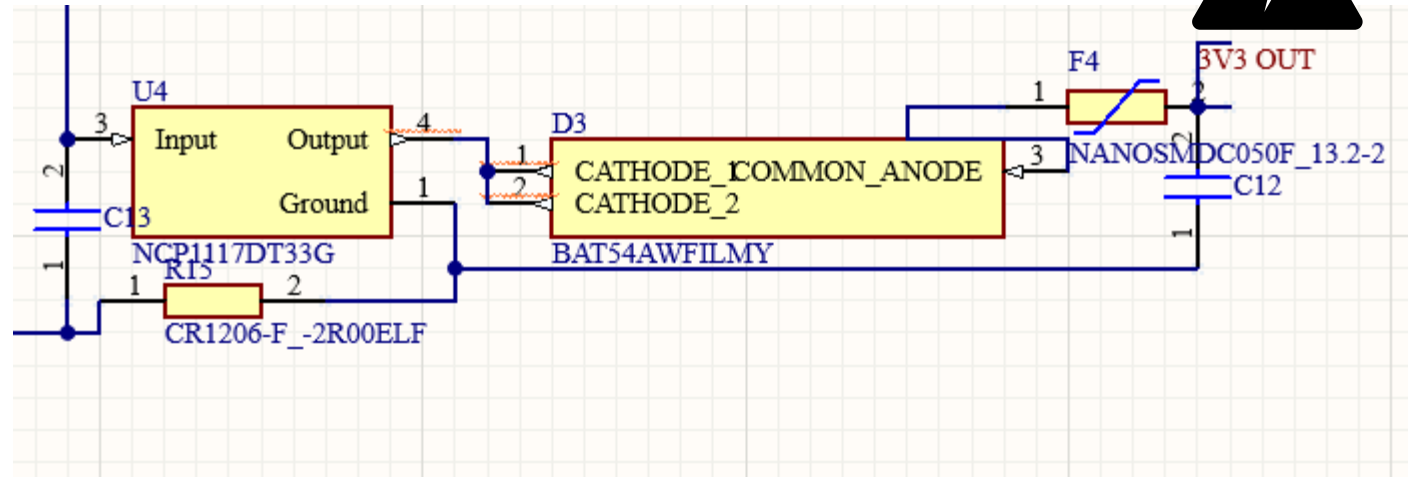 F4
3V3 OUT
1
2
U4
3
Input
Output
4
D3
2
2
1
CATHODE_1
COMMON_ANODE
3
NANOSMDC050F_13.2-2
2
CATHODE_2
C12
Ground
1
C13
1
NCP1117DT33G
BAT54AWFILMY
R15
1
1
2
CR1206-F_-2R00ELF